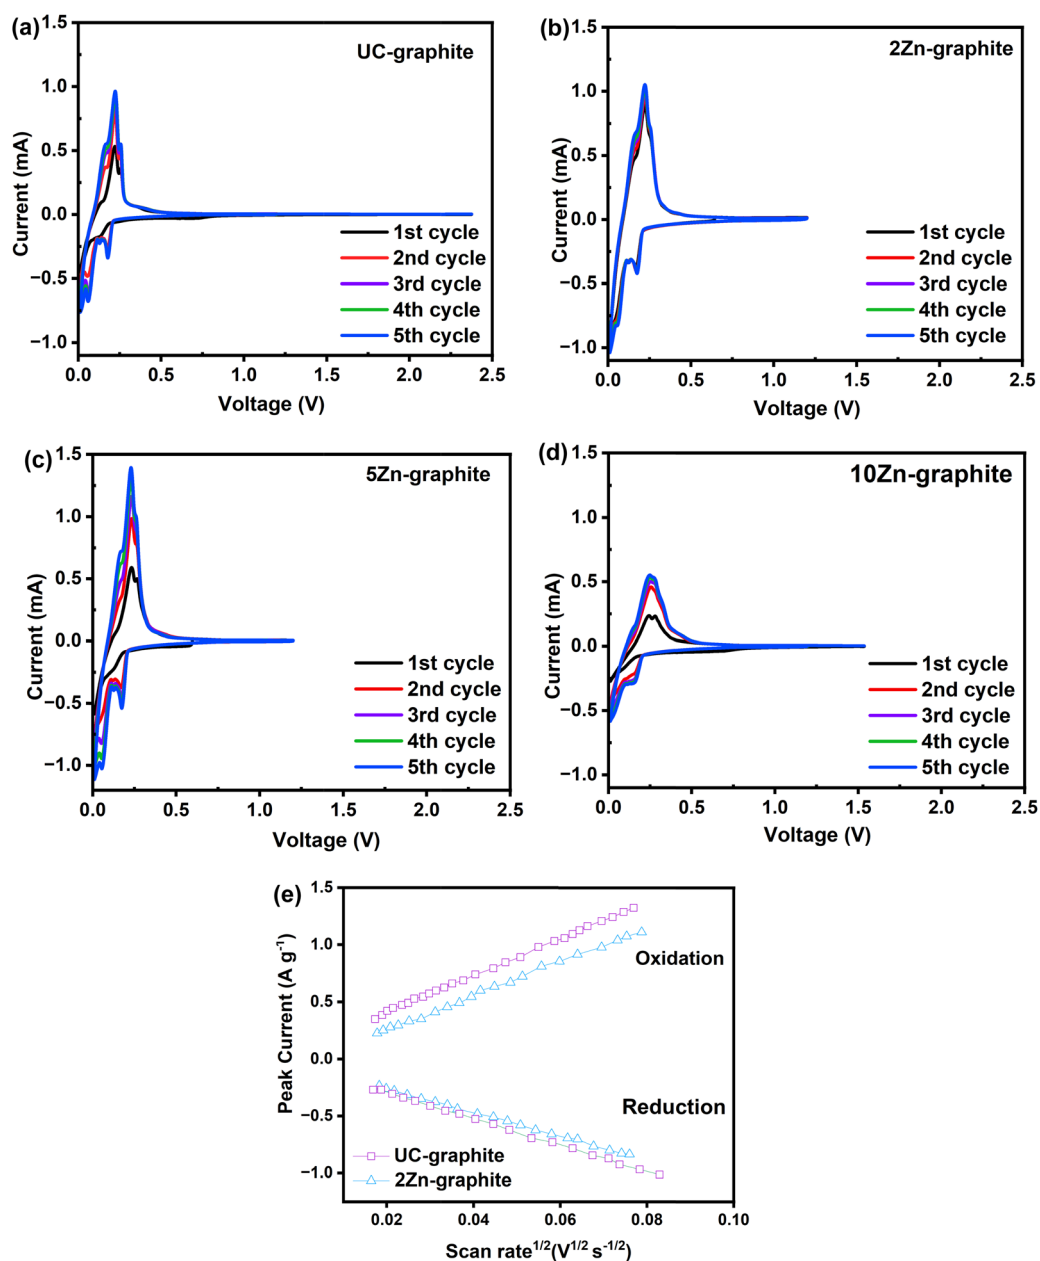 (a)
UC-graphite
1.5
1.0
0.5
0.0
−0.5
−1.0
Current (mA)
1st cycle
2nd cycle
3rd cycle
4th cycle
5th cycle
0.0 0.5 1.0 1.5 2.0 2.5
Voltage (V)
(b)
2Zn-graphite
1.5
1.0
0.5
0.0
−0.5
−1.0
Current (mA)
1st cycle
2nd cycle
3rd cycle
4th cycle
5th cycle
0.0 0.5 1.0 1.5 2.0 2.5
Voltage (V)
(c)
5Zn-graphite
1.5
1.0
0.5
0.0
−0.5
−1.0
Current (mA)
1st cycle
2nd cycle
3rd cycle
4th cycle
5th cycle
0.0 0.5 1.0 1.5 2.0 2.5
Voltage (V)
(d)
10Zn-graphite
1.5
1.0
0.5
0.0
−0.5
−1.0
Current (mA)
1st cycle
2nd cycle
3rd cycle
4th cycle
5th cycle
0.0 0.5 1.0 1.5 2.0 2.5
Voltage (V)
(e)
1.5
1.0
0.5
0.0
−0.5
−1.0
Peak Current (A g⁻¹)
Oxidation
Reduction
UC-graphite
2Zn-graphite
0.02 0.04 0.06 0.08 0.10
Scan rate¹ᐟ²(V¹ᐟ² s⁻¹ᐟ²)